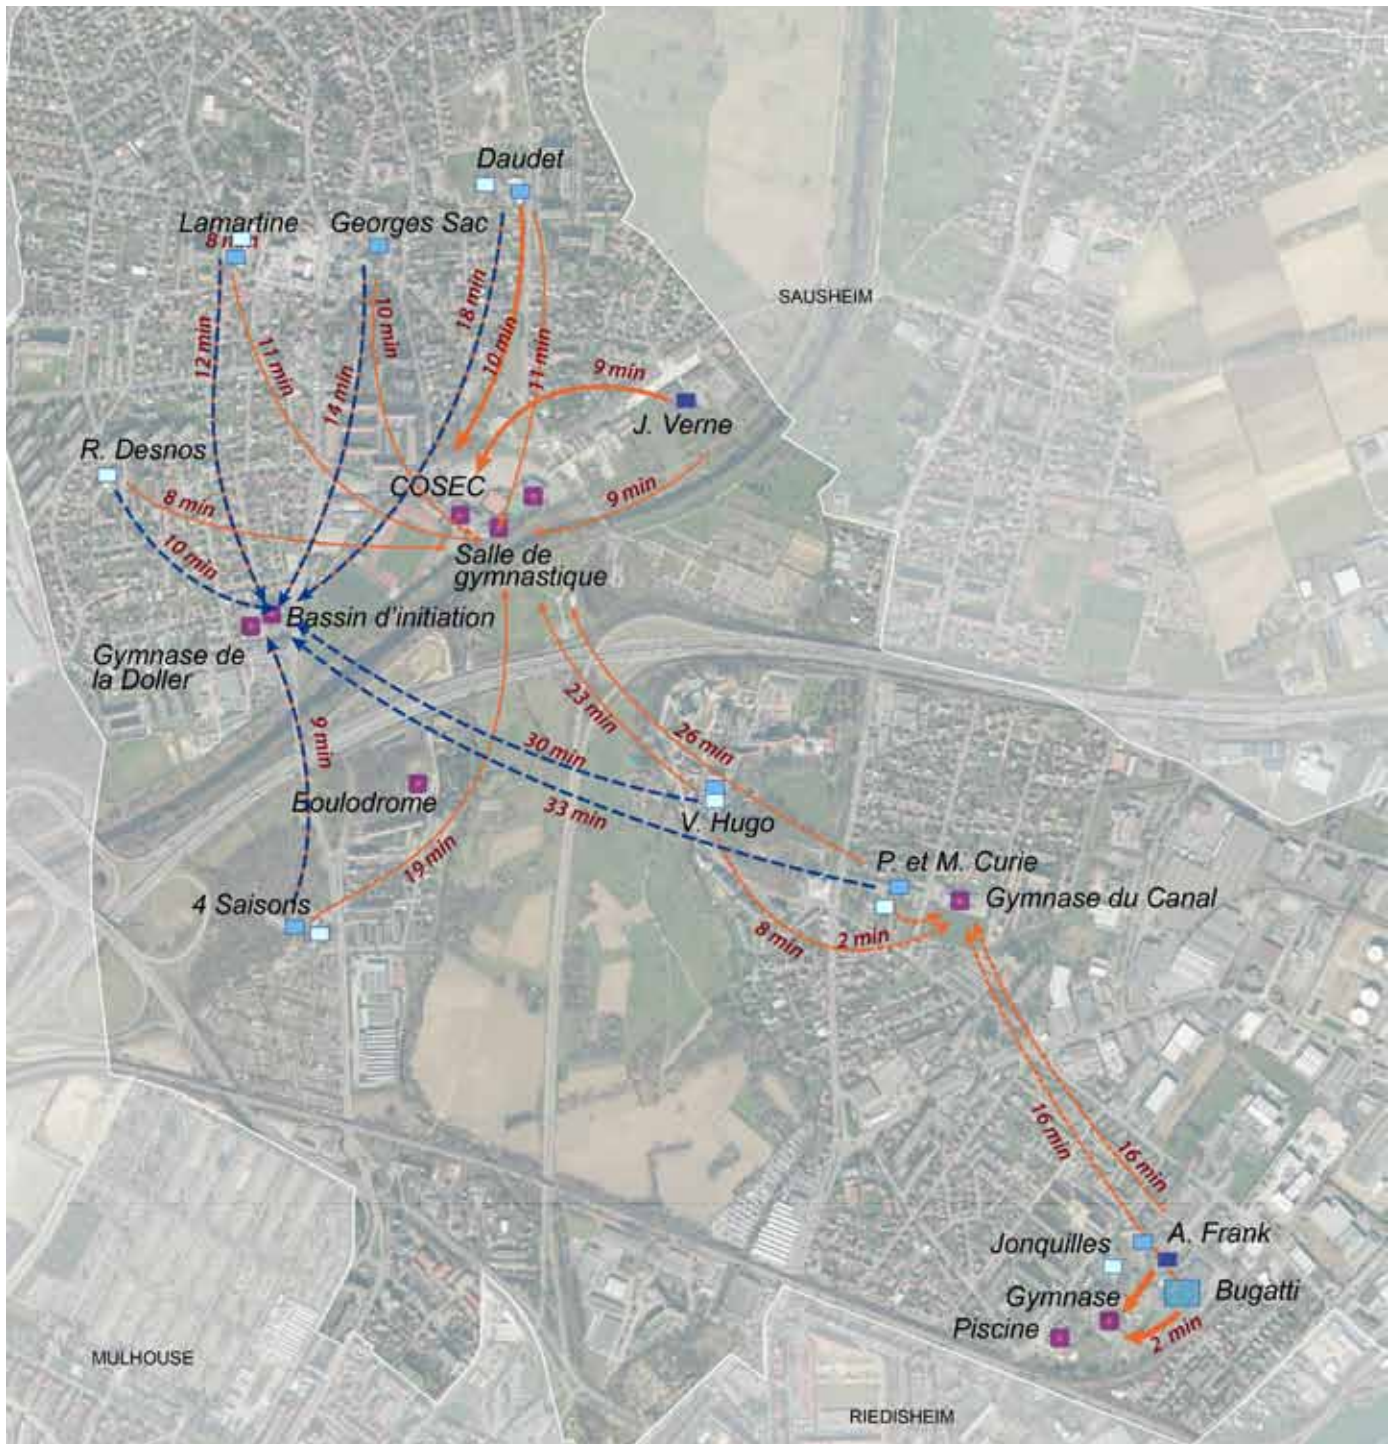 Daudet
Lamartine
Georges Sac
8 min
SAUSHEIM
12 min
11 min
14 min
10 min
18 min
10 min
11 min
9 min
J. Verne
R. Desnos
8 min
10 min
COSEC
9 min
Salle de
gymnastique
Bassin d'initiation
Gymnase de
la Doller
9 min
23 min
26 min
30 min
33 min
Boulodrome
V. Hugo
19 min
4 Saisons
P. et M. Curie
Gymnase du Canal
8 min
2 min
16 min
16 min
Jonquilles
A. Frank
Gymnase
Bugatti
Piscine
2 min
MULHOUSE
RIEDISHEIM